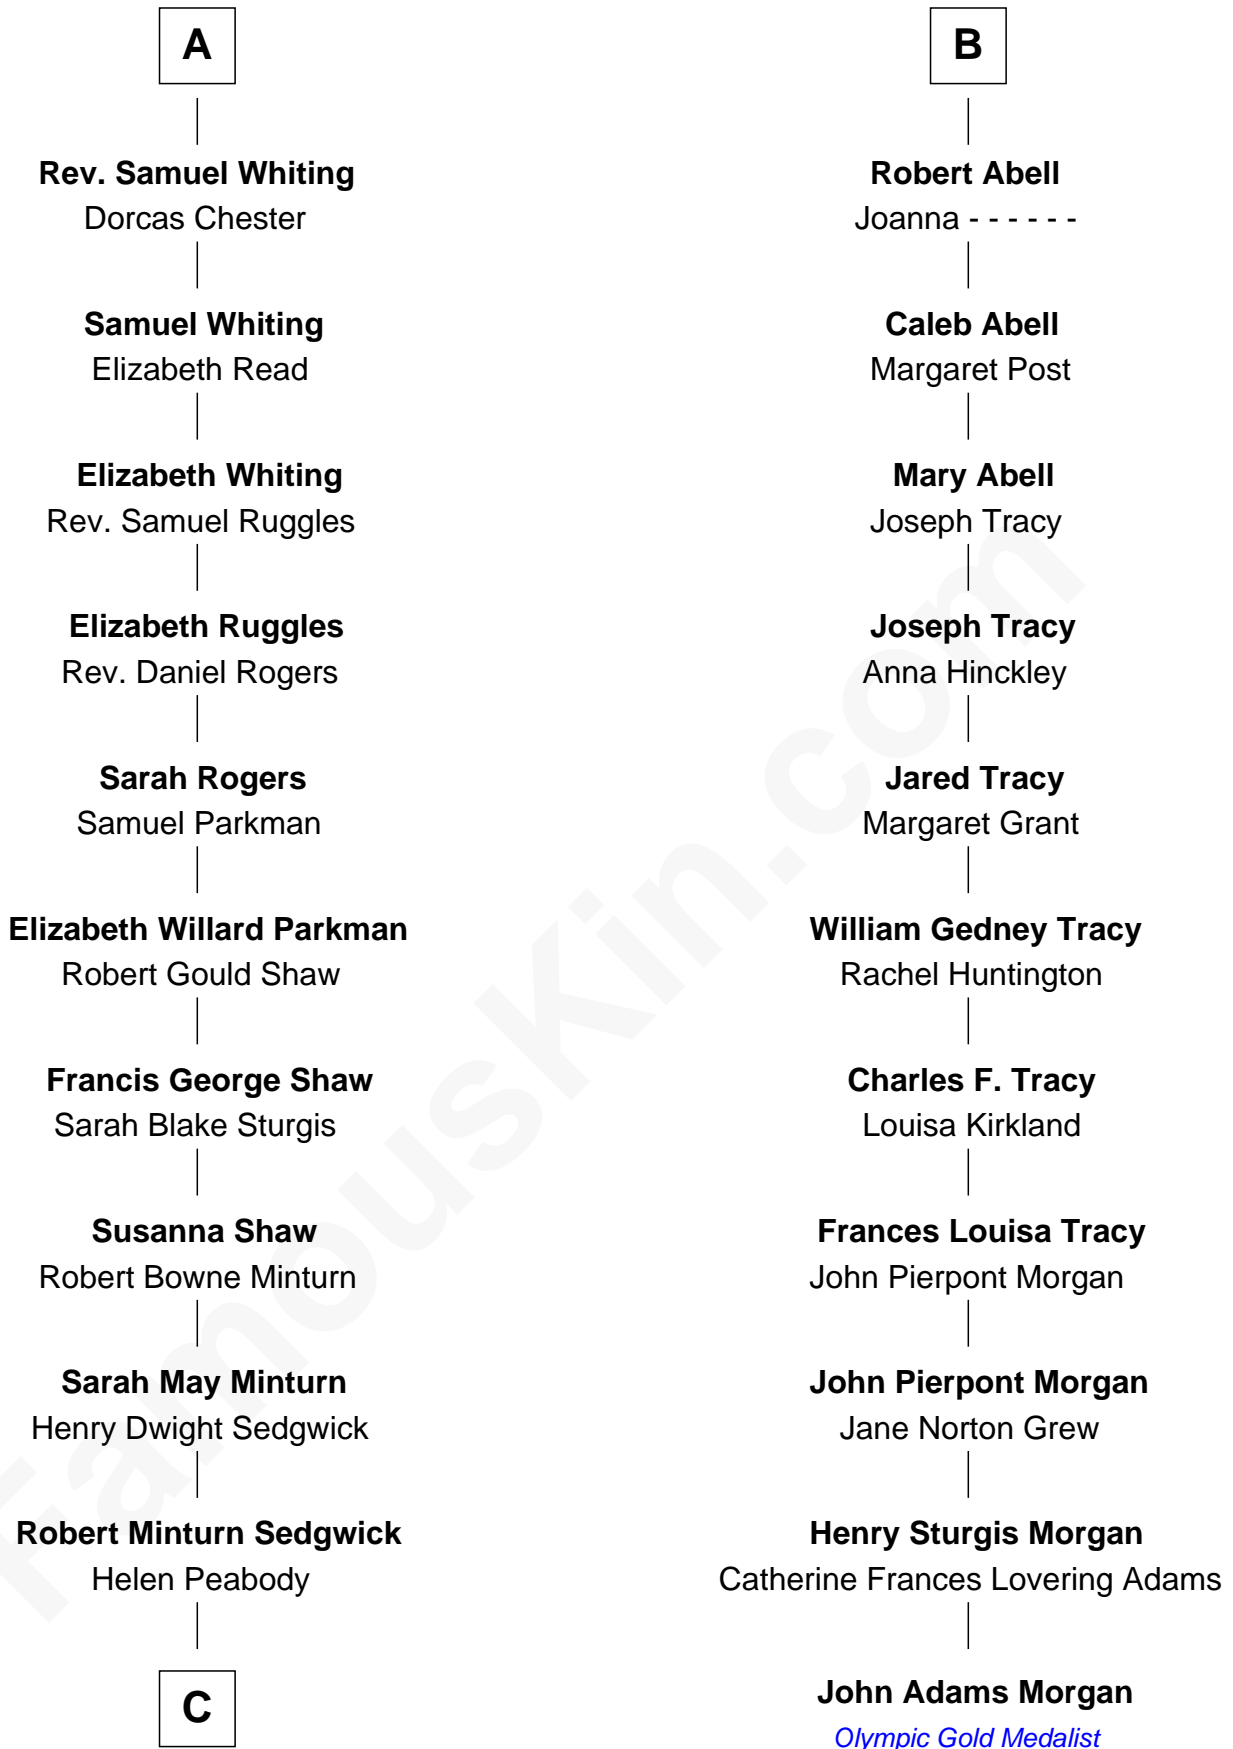 A
Rev. Samuel Whiting
Dorcas Chester
Samuel Whiting
Elizabeth Read
Elizabeth Whiting
Rev. Samuel Ruggles
Elizabeth Ruggles
Rev. Daniel Rogers
Sarah Rogers
Samuel Parkman
Elizabeth Willard Parkman
Robert Gould Shaw
Francis George Shaw
Sarah Blake Sturgis
Susanna Shaw
Robert Bowne Minturn
Sarah May Minturn
Henry Dwight Sedgwick
Robert Minturn Sedgwick
Helen Peabody
C
B
Robert Abell
Joanna - - - - - -
Caleb Abell
Margaret Post
Mary Abell
Joseph Tracy
Joseph Tracy
Anna Hinckley
Jared Tracy
Margaret Grant
William Gedney Tracy
Rachel Huntington
Charles F. Tracy
Louisa Kirkland
Frances Louisa Tracy
John Pierpont Morgan
John Pierpont Morgan
Jane Norton Grew
Henry Sturgis Morgan
Catherine Frances Lovering Adams
John Adams Morgan
Olympic Gold Medalist
FamousKin.com